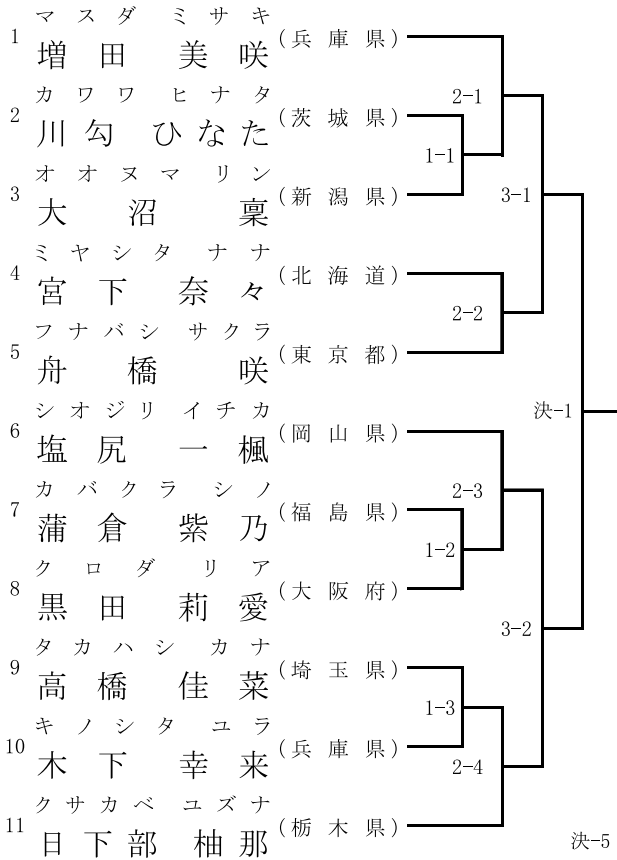 マスダ ミサキ
1 増田 美咲 (兵庫県)
カワワ ヒナタ
2 川勾 ひなた (茨城県)
オオヌマ リン
3 大沼 稟 (新潟県)
ミヤシタ ナナ
4 宮下 奈々 (北海道)
フナバシ サクラ
5 舟橋 咲 (東京都)
シオジリ イチカ
6 塩尻 一楓 (岡山県)
カバクラ シノ
7 蒲倉 紫乃 (福島県)
クロダ リア
8 黒田 莉愛 (大阪府)
タカハシ カナ
9 高橋 佳菜 (埼玉県)
キノシタ ユラ
10 木下 幸来 (兵庫県)
クサカベ ユズナ
11 日下部 柚那 (栃木県)
1-1
1-2
1-3
2-1
2-2
2-3
2-4
3-1
3-2
決-1
決-5